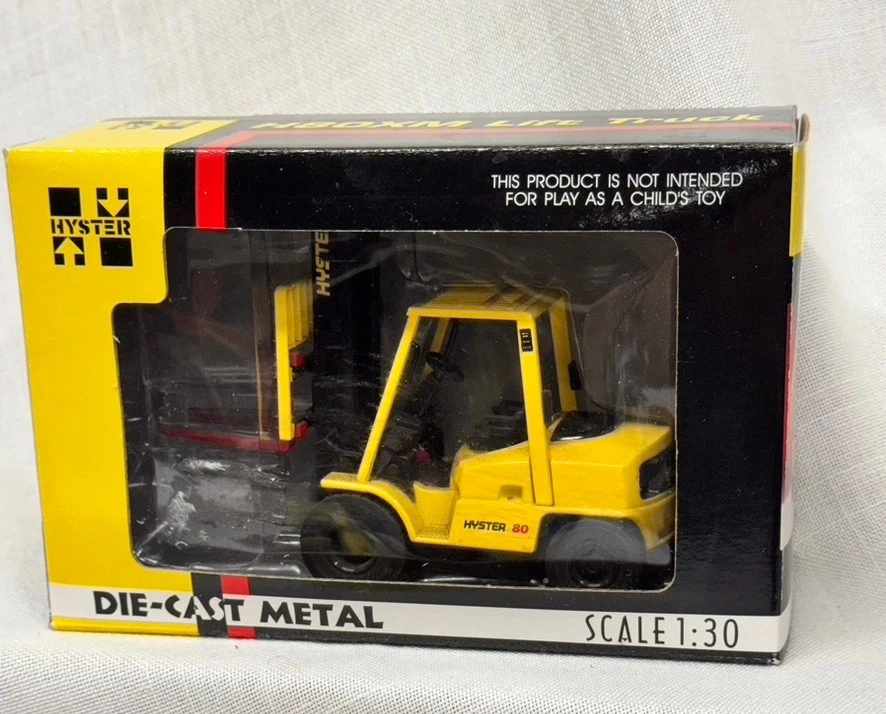 H80XM Lift Truck
THIS PRODUCT IS NOT INTENDED
FOR PLAY AS A CHILD'S TOY
HYSTER
HYSTE
HYSTER 80
DIE-CAST METAL
SCALE 1:30